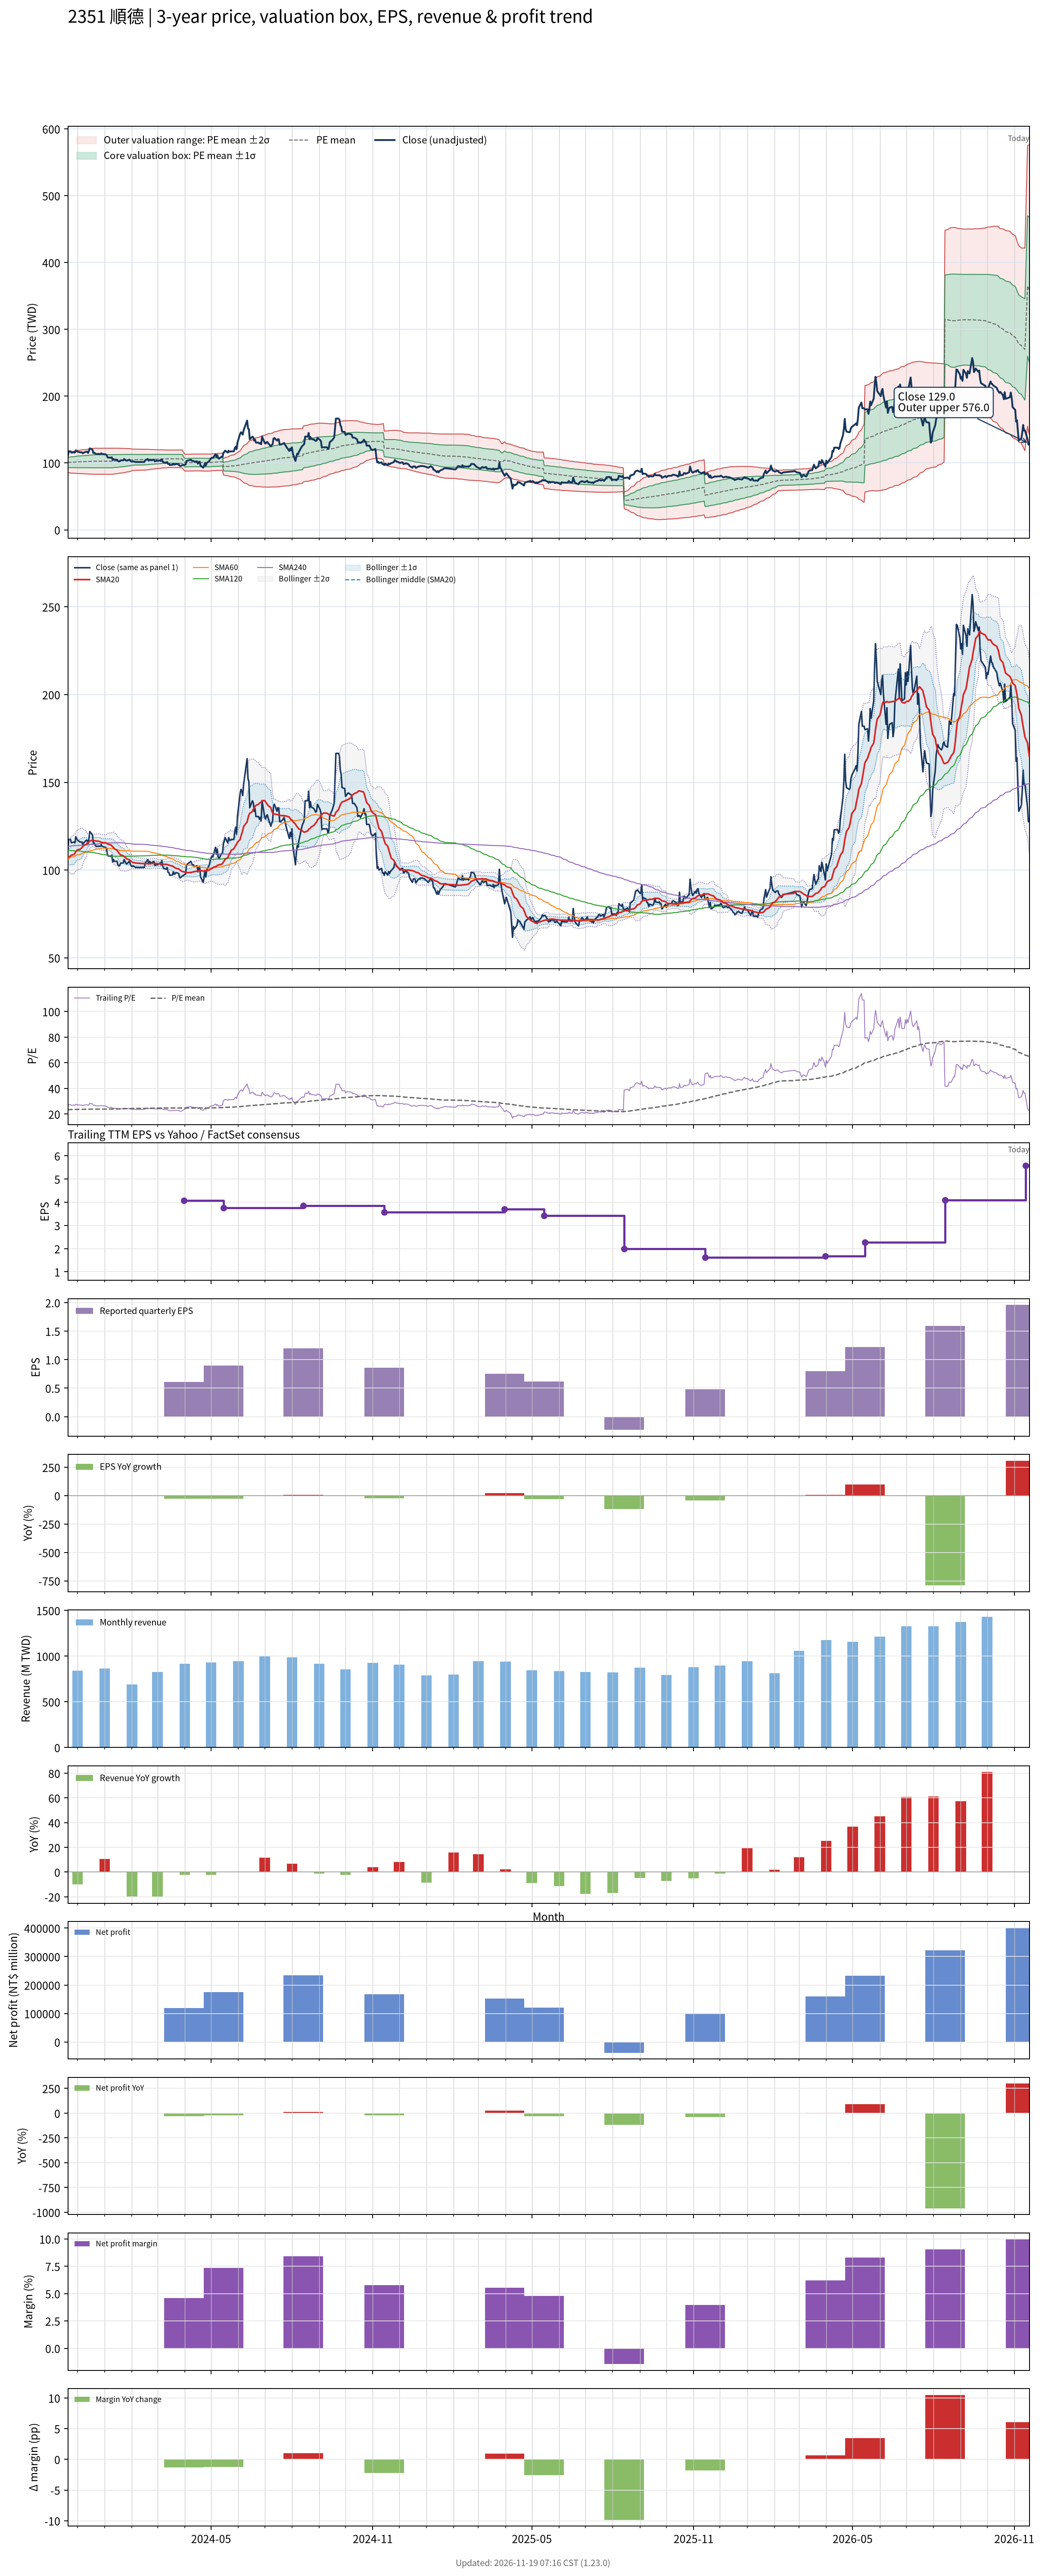 2351 順德 | 3-year price, valuation box, EPS, revenue & profit trend
Outer valuation range: PE mean ±2σ
Core valuation box: PE mean ±1σ
PE mean
Close (unadjusted)
Today
600
500
400
300
200
100
0
Price (TWD)
Close 129.0
Outer upper 576.0
Close (same as panel 1)
SMA20
SMA60
SMA120
SMA240
Bollinger ±2σ
Bollinger ±1σ
Bollinger middle (SMA20)
250
200
150
100
50
Price
Trailing P/E
P/E mean
100
80
60
40
20
P/E
Trailing TTM EPS vs Yahoo / FactSet consensus
Today
6
5
4
3
2
1
EPS
Reported quarterly EPS
2.0
1.5
1.0
0.5
0.0
EPS
EPS YoY growth
250
0
-250
-500
-750
YoY (%)
Monthly revenue
1500
1000
500
0
Revenue (M TWD)
Revenue YoY growth
80
60
40
20
0
-20
YoY (%)
Month
Net profit
400000
300000
200000
100000
0
Net profit (NT$ million)
Net profit YoY
250
0
-250
-500
-750
-1000
YoY (%)
Net profit margin
10.0
7.5
5.0
2.5
0.0
Margin (%)
Margin YoY change
10
5
0
-5
-10
Δ margin (pp)
2024-05
2024-11
2025-05
2025-11
2026-05
2026-11
Updated: 2026-11-19 07:16 CST (1.23.0)